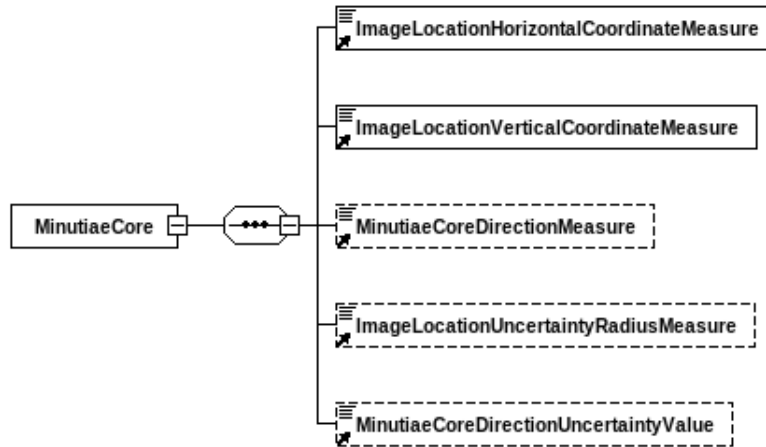 ImageLocationHorizontalCoordinateMeasure
ImageLocationVerticalCoordinateMeasure
MinutiaeCore
MinutiaeCoreDirectionMeasure
ImageLocationUncertaintyRadiusMeasure
MinutiaeCoreDirectionUncertaintyValue